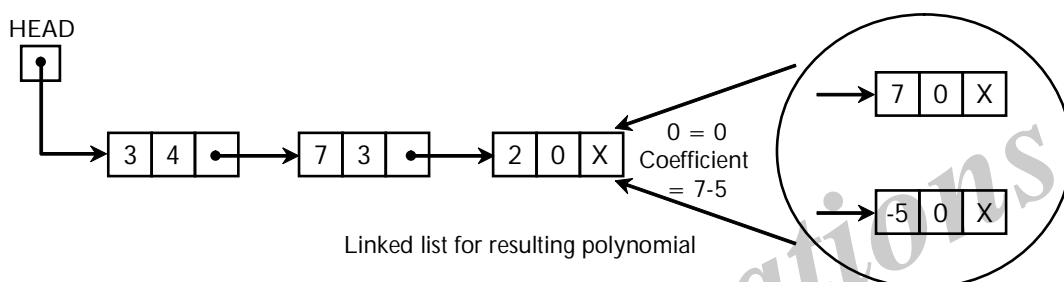 HEAD
7 0 X
0 = 0
3 4 7 3 2 0 X
Coefficient
= 7-5
-5 0 X
Linked list for resulting polynomial
ations